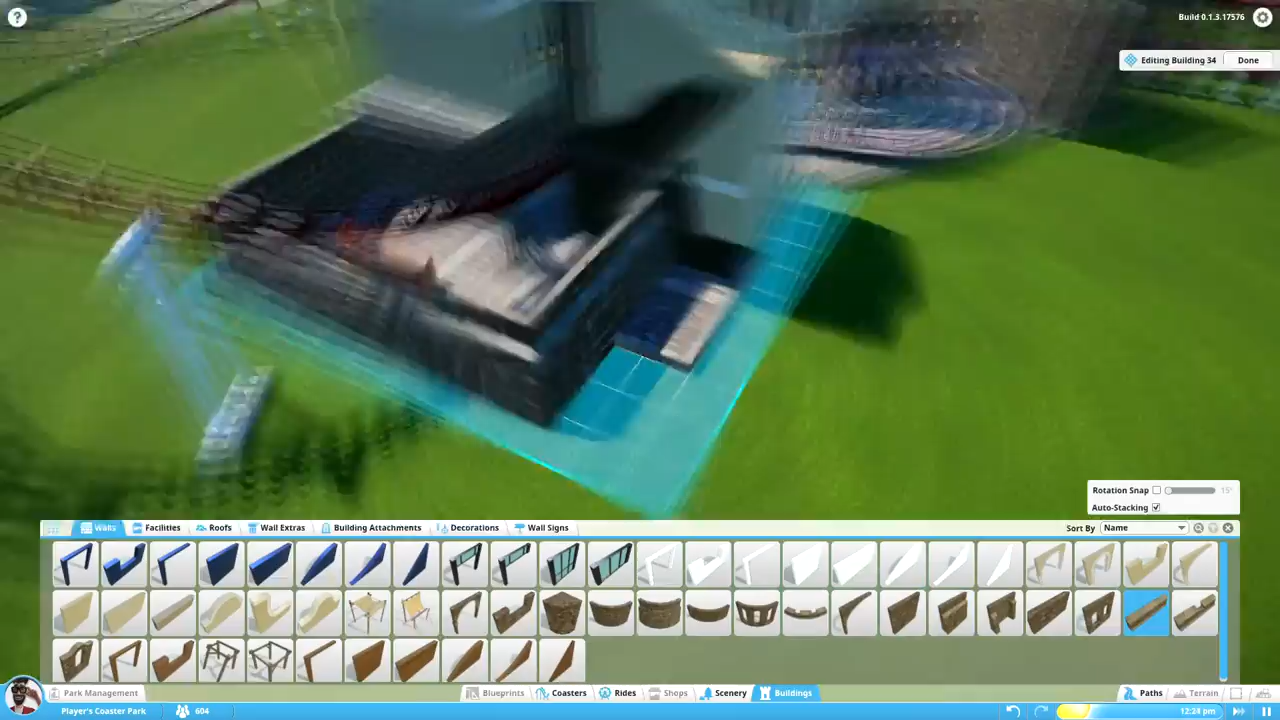 ?
Build 0.1.3.17576
Editing Building 34 Done
Rotation Snap 15°
Auto-Stacking
Walls Facilities Roofs Wall Extras Building Attachments Decorations Wall Signs Sort By Name
Park Management Blueprints Coasters Rides Shops Scenery Buildings Paths Terrain
Player's Coaster Park 604 12:28 pm